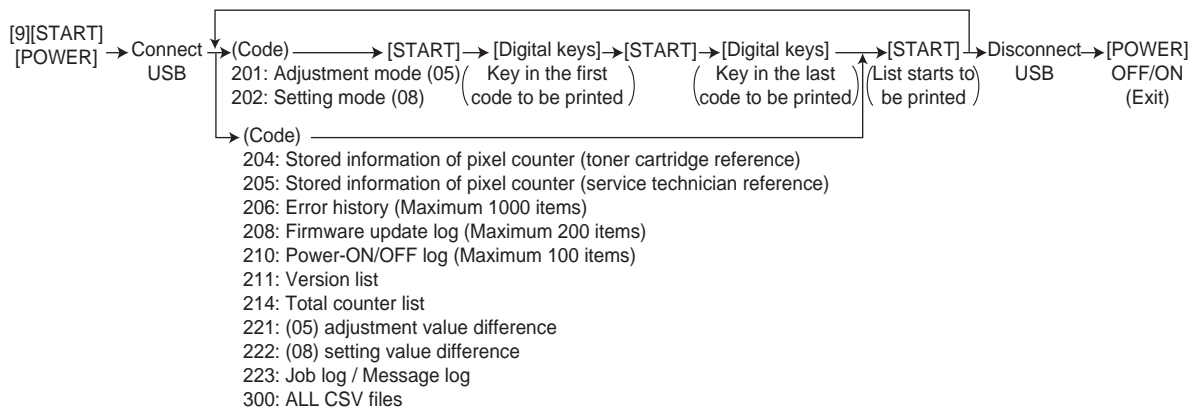 [9][START]
[POWER]
Connect
USB
(Code)
201: Adjustment mode (05)
202: Setting mode (08)
[START]
[Digital keys]
(Key in the first
code to be printed)
[START]
[Digital keys]
(Key in the last
code to be printed)
[START]
(List starts to
be printed)
Disconnect
USB
[POWER]
OFF/ON
(Exit)
(Code)
204: Stored information of pixel counter (toner cartridge reference)
205: Stored information of pixel counter (service technician reference)
206: Error history (Maximum 1000 items)
208: Firmware update log (Maximum 200 items)
210: Power-ON/OFF log (Maximum 100 items)
211: Version list
214: Total counter list
221: (05) adjustment value difference
222: (08) setting value difference
223: Job log / Message log
300: ALL CSV files